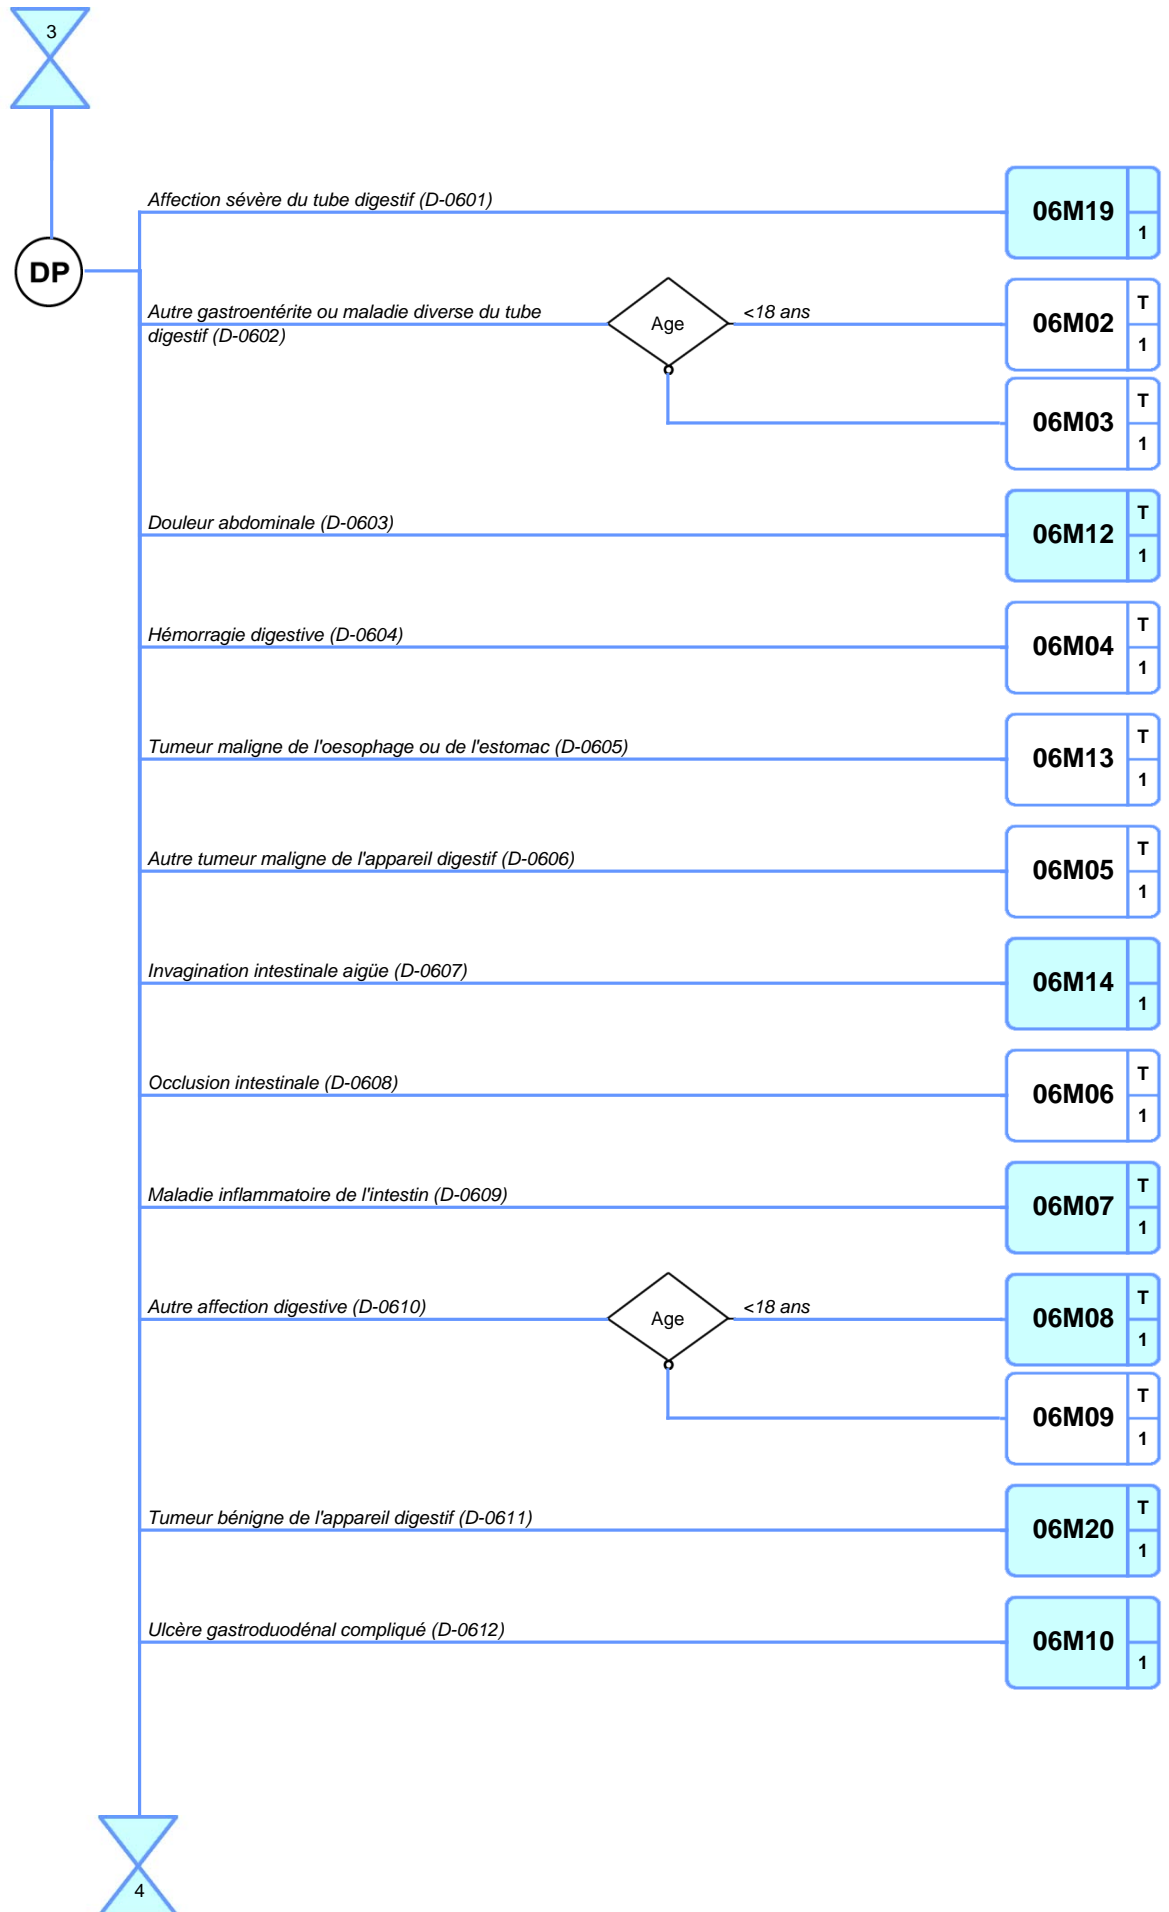 3
Affection sévère du tube digestif (D-0601)
06M19
1
DP
Autre gastroentérite ou maladie diverse du tube
digestif (D-0602)
Age
<18 ans
06M02
T
1
06M03
T
1
Douleur abdominale (D-0603)
06M12
T
1
Hémorragie digestive (D-0604)
06M04
T
1
Tumeur maligne de l'oesophage ou de l'estomac (D-0605)
06M13
T
1
Autre tumeur maligne de l'appareil digestif (D-0606)
06M05
T
1
Invagination intestinale aigüe (D-0607)
06M14
1
Occlusion intestinale (D-0608)
06M06
T
1
Maladie inflammatoire de l'intestin (D-0609)
06M07
T
1
Autre affection digestive (D-0610)
Age
<18 ans
06M08
T
1
06M09
T
1
Tumeur bénigne de l'appareil digestif (D-0611)
06M20
T
1
Ulcère gastroduodénal compliqué (D-0612)
06M10
1
4